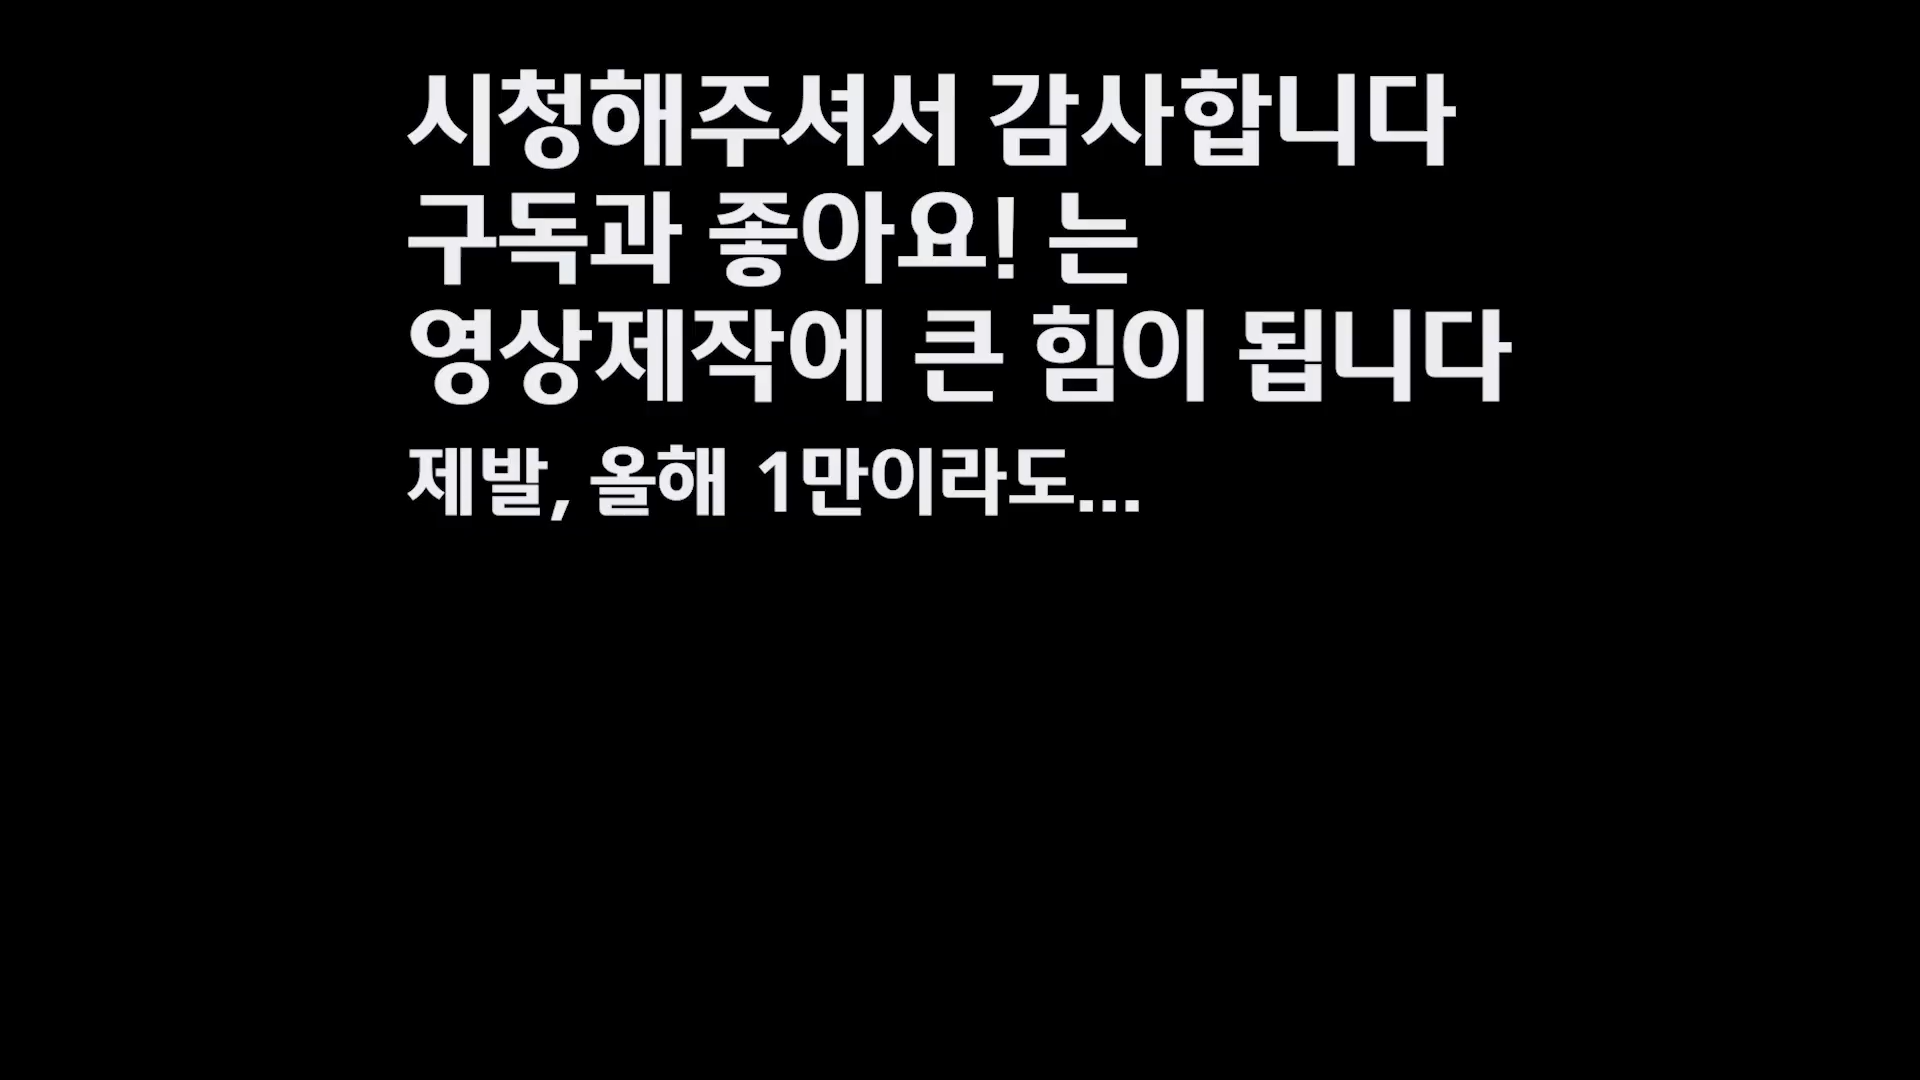 시청해주셔서 감사합니다
구독과 좋아요! 는
영상제작에 큰 힘이 됩니다
제발, 올해 1만이라도...